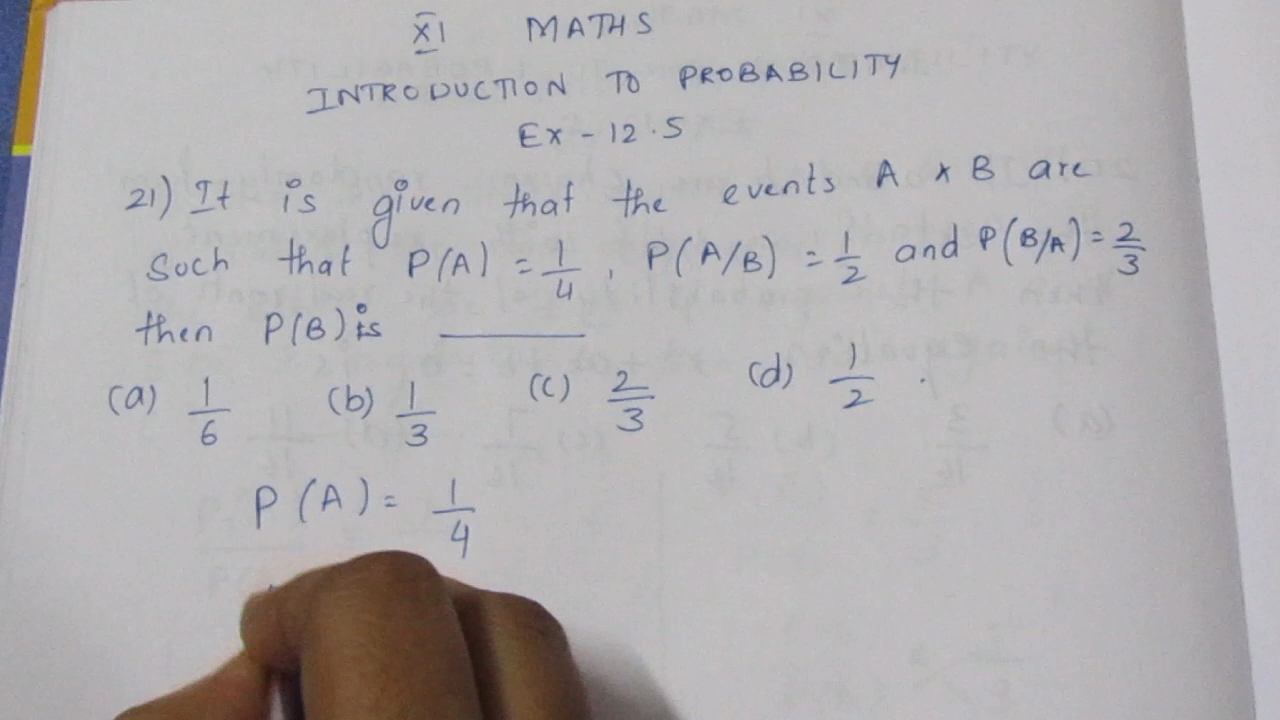 XI MATHS
INTRODUCTION TO PROBABILITY
Ex - 12.5
21) It is given that the events A & B are
Such that P(A) = 1/4, P(A/B) = 1/2 and P(B/A) = 2/3
then P(B) is ______
(a) 1/6 (b) 1/3 (c) 2/3 (d) 1/2 .
P(A) = 1/4